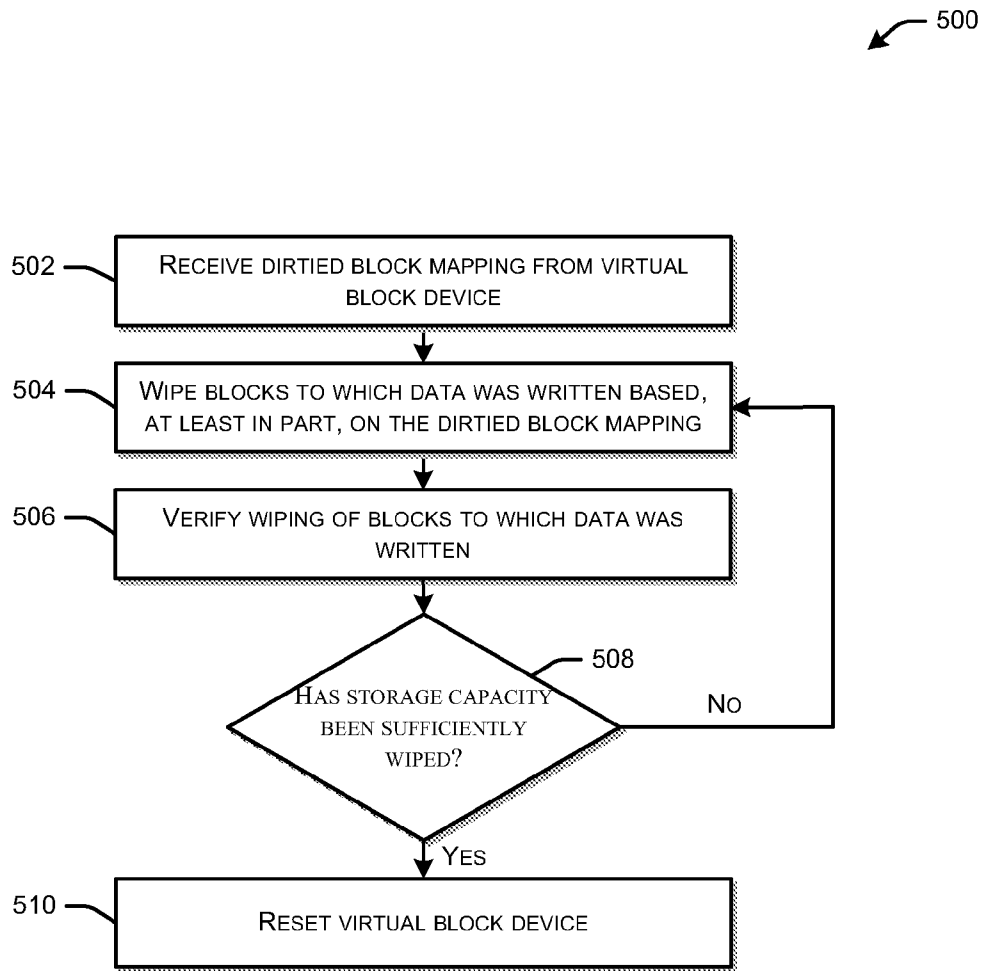 500
502
RECEIVE DIRTIED BLOCK MAPPING FROM VIRTUAL
BLOCK DEVICE
504
WIPE BLOCKS TO WHICH DATA WAS WRITTEN BASED,
AT LEAST IN PART, ON THE DIRTIED BLOCK MAPPING
506
VERIFY WIPING OF BLOCKS TO WHICH DATA WAS
WRITTEN
508
HAS STORAGE CAPACITY
BEEN SUFFICIENTLY
WIPED?
NO
YES
510
RESET VIRTUAL BLOCK DEVICE